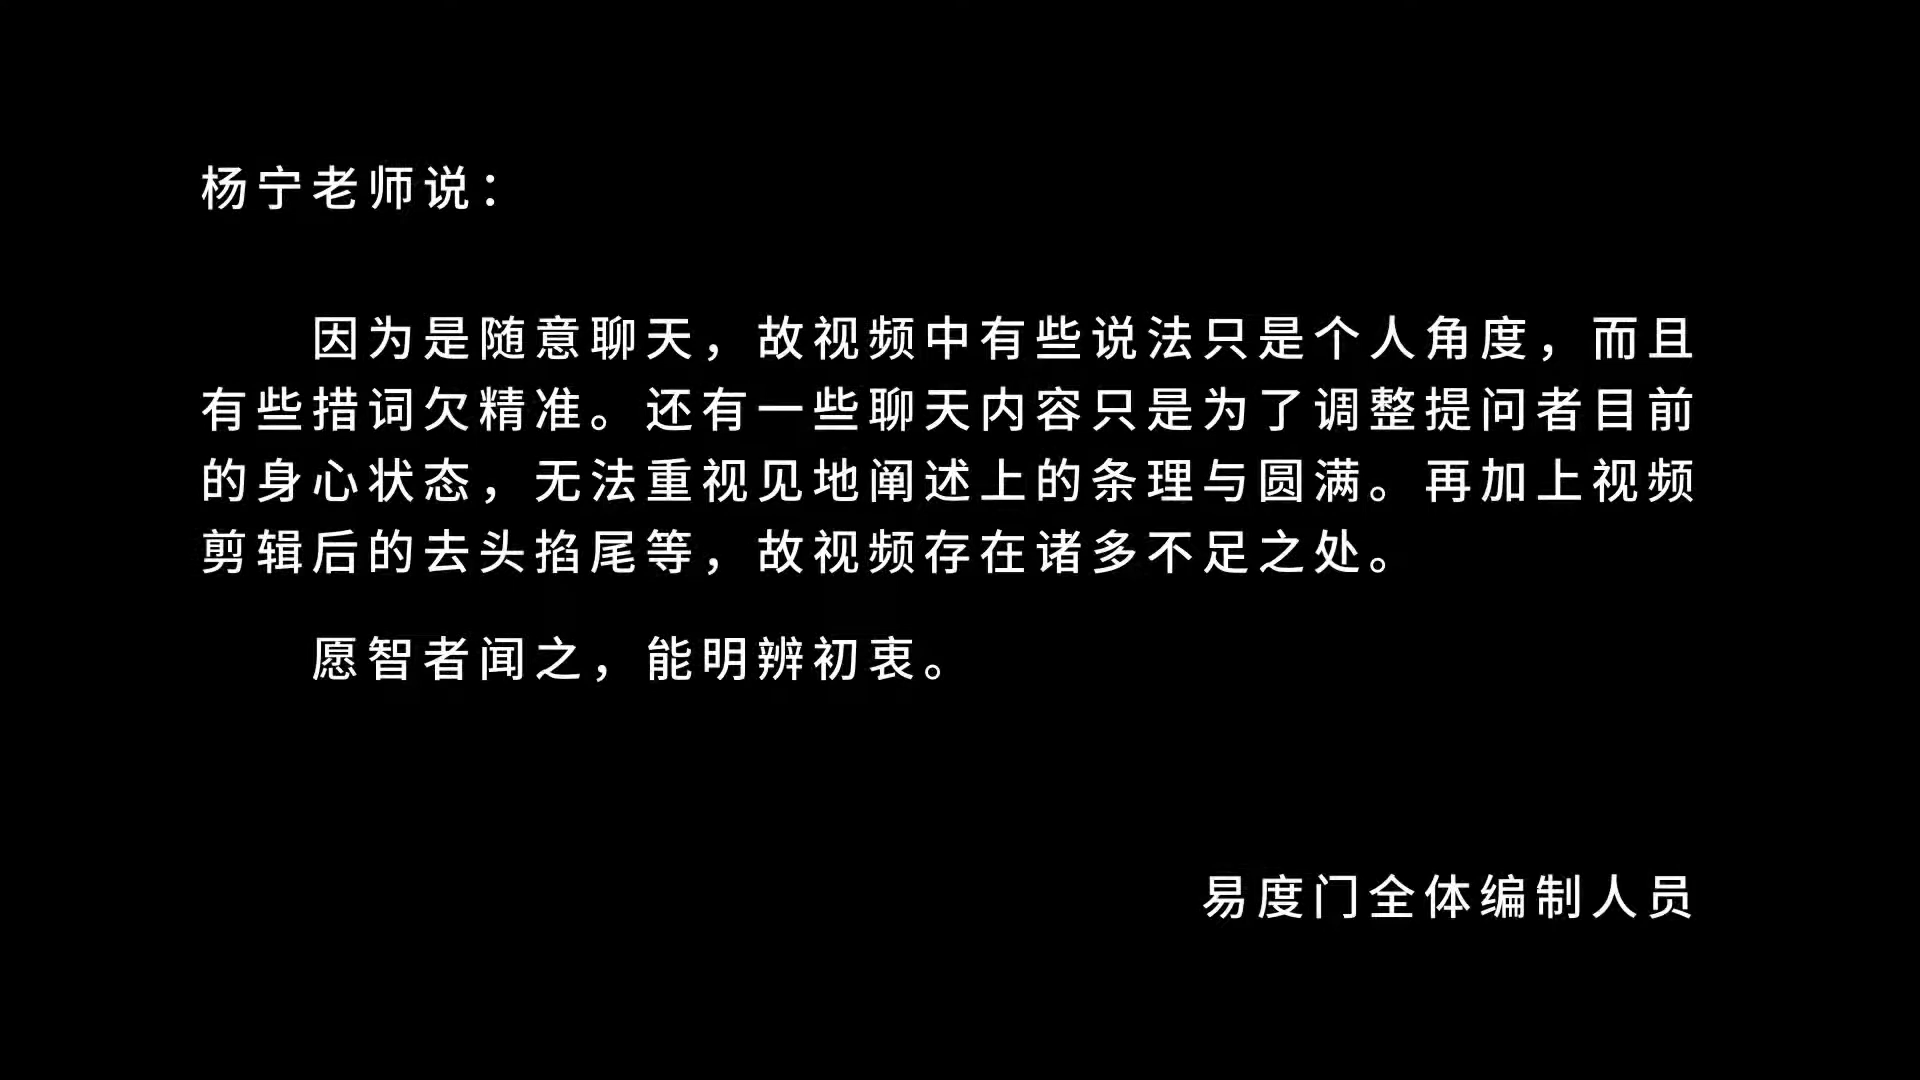 杨宁老师说：
因为是随意聊天，故视频中有些说法只是个人角度，而且
有些措词欠精准。还有一些聊天内容只是为了调整提问者目前
的身心状态，无法重视见地阐述上的条理与圆满。再加上视频
剪辑后的去头掐尾等，故视频存在诸多不足之处。
愿智者闻之，能明辨初衷。
易度门全体编制人员